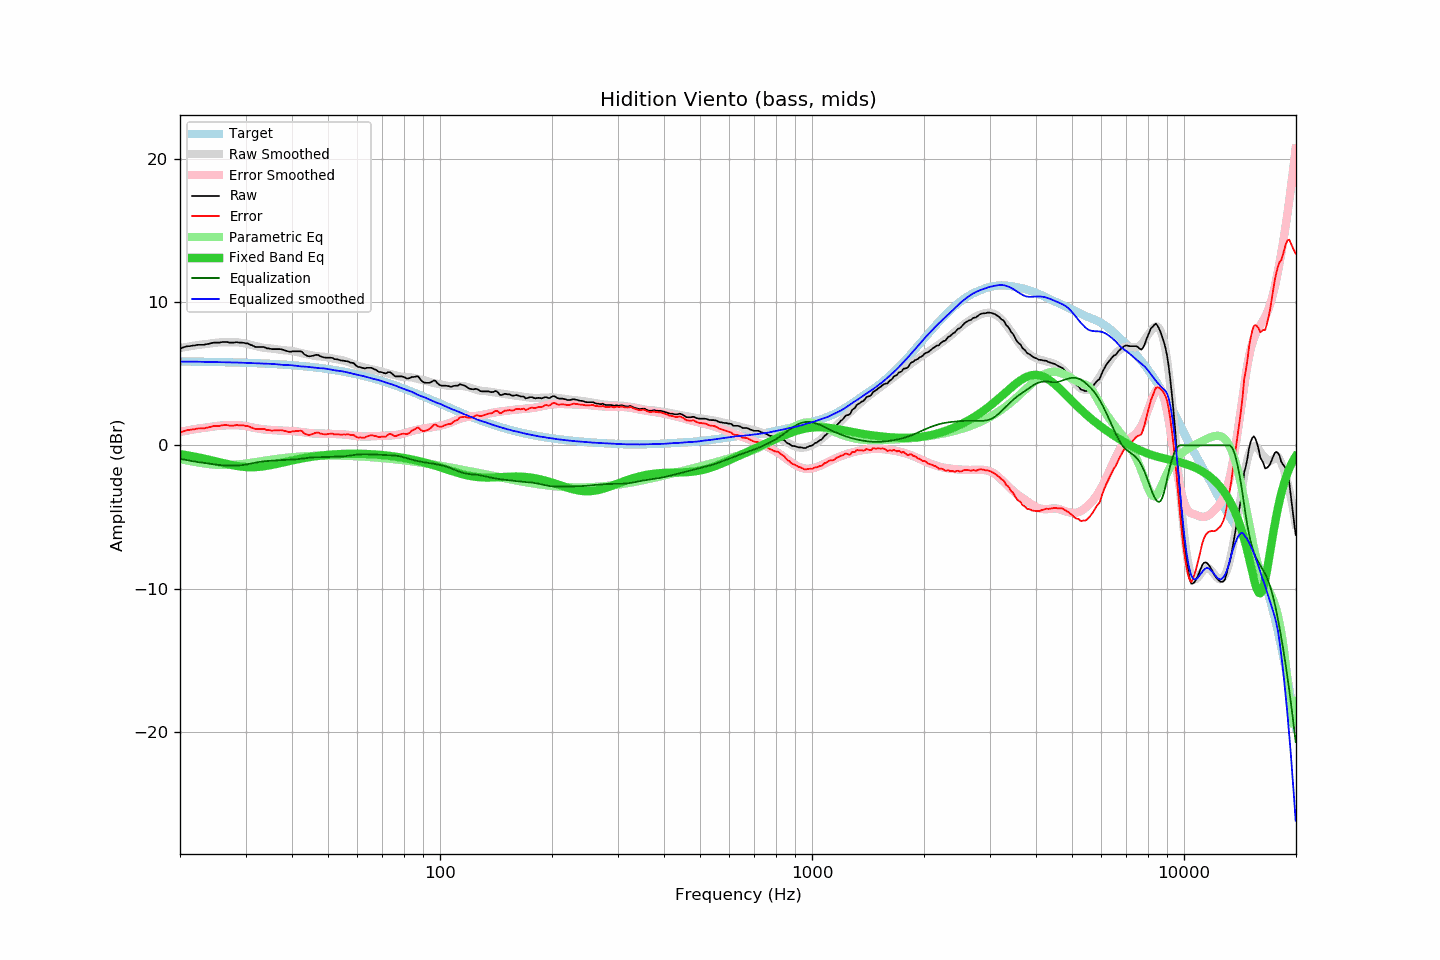 Hidition Viento (bass, mids)
Target
Raw Smoothed
Error Smoothed
Raw
Error
Parametric Eq
Fixed Band Eq
Equalization
Equalized smoothed
20
10
0
−10
−20
Amplitude (dBr)
100
1000
10000
Frequency (Hz)